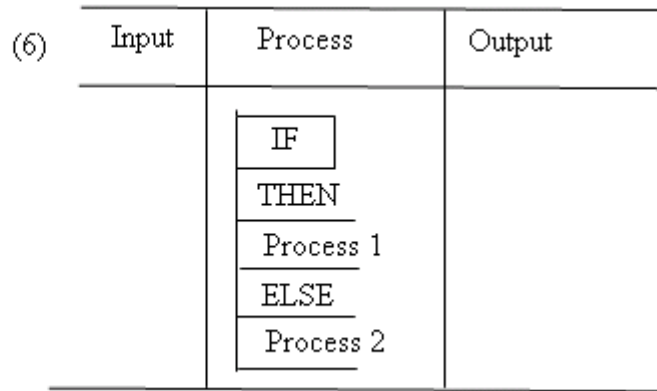 (6) Input Process Output
IF
THEN
Process 1
ELSE
Process 2